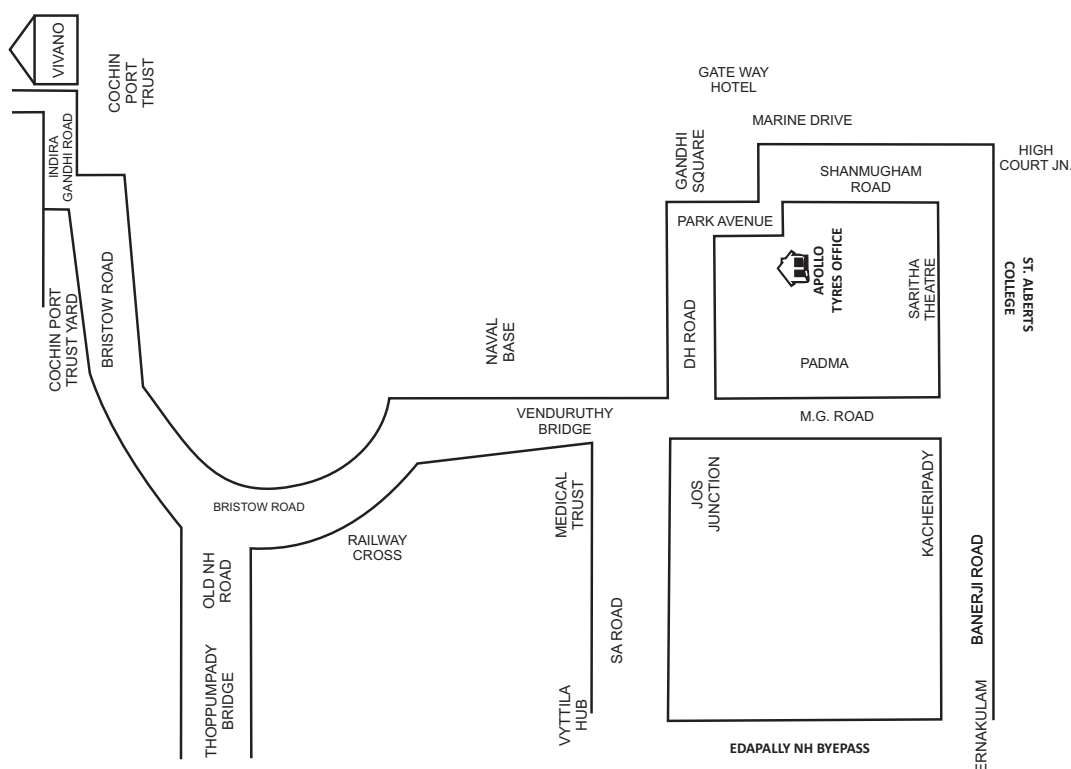 VIVANO
COCHIN
PORT
TRUST
INDIRA
GANDHI ROAD
BRISTOW ROAD
COCHIN PORT
TRUST YARD
GATE WAY
HOTEL
MARINE DRIVE
HIGH
COURT JN.
GANDHI
SQUARE
SHANMUGHAM
ROAD
PARK AVENUE
APOLLO
TYRES OFFICE
SARITHA
THEATRE
ST. ALBERTS
COLLEGE
DH ROAD
PADMA
NAVAL
BASE
VENDURUTHY
BRIDGE
M.G. ROAD
BRISTOW ROAD
RAILWAY
CROSS
MEDICAL
TRUST
JOS
JUNCTION
KACHERIPADY
OLD NH
ROAD
SA ROAD
BANERJI ROAD
THOPPUMPADY
BRIDGE
VYTTILA
HUB
EDAPALLY NH BYEPASS
ERNAKULAM